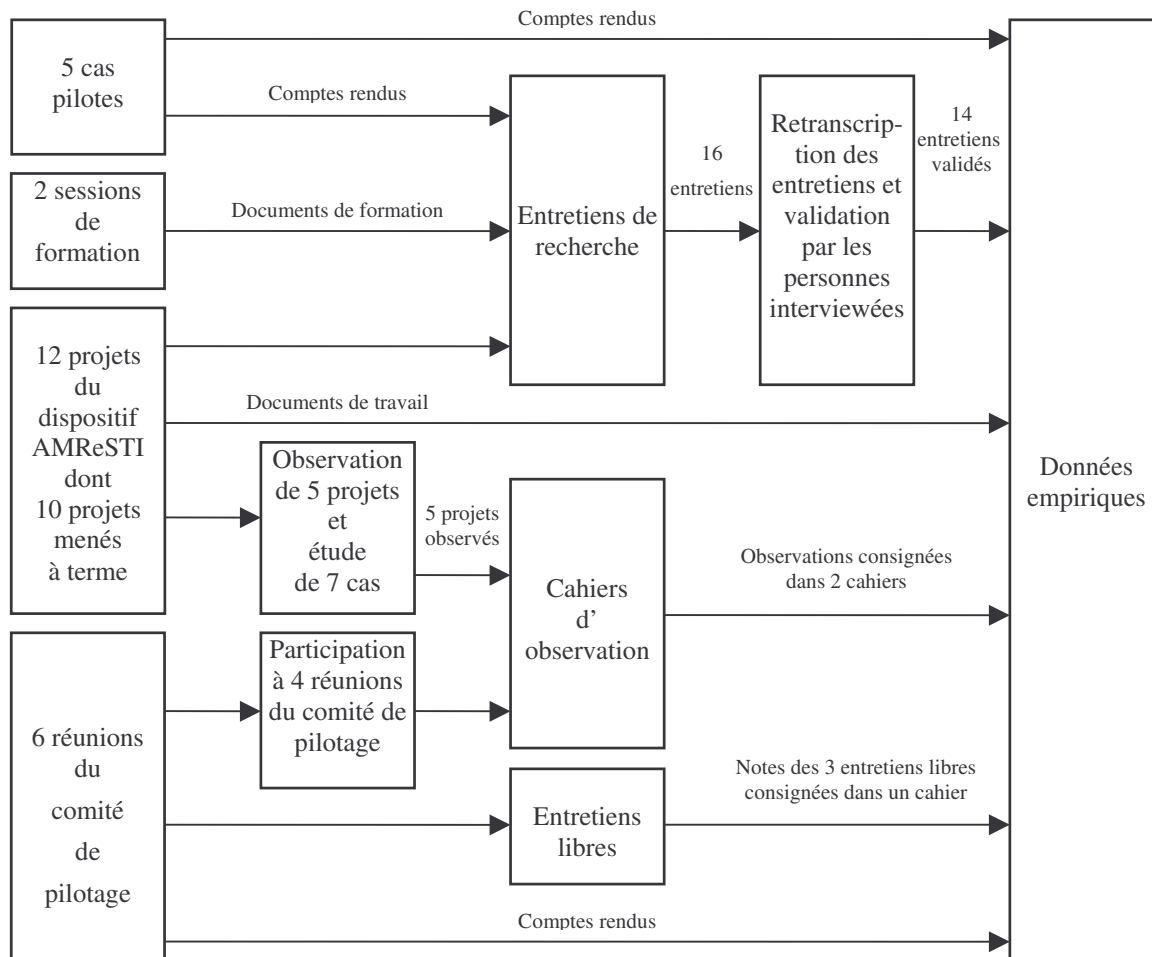 Comptes rendus
5 cas
pilotes
Comptes rendus
2 sessions
de
formation
Documents de formation
Entretiens de
recherche
16
entretiens
Retranscrip-
tion des
entretiens et
validation
par les
personnes
interviewées
14
entretiens
validés
12 projets
du
dispositif
AMReSTI
dont
10 projets
menés
à terme
Documents de travail
Observation
de 5 projets
et
étude
de 7 cas
5 projets
observés
Cahiers
d’
observation
Observations consignées
dans 2 cahiers
Données
empiriques
6 réunions
du
comité
de
pilotage
Participation
à 4 réunions
du comité de
pilotage
Entretiens
libres
Notes des 3 entretiens libres
consignées dans un cahier
Comptes rendus